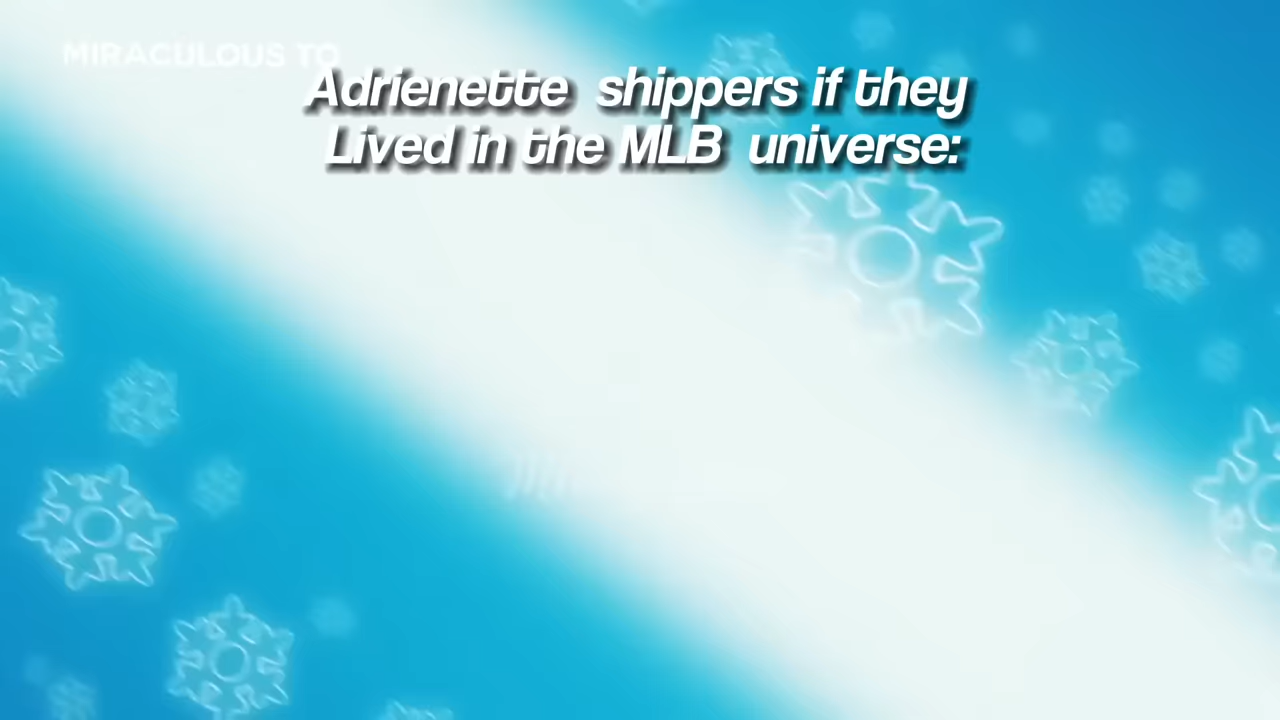 MIRACULOUS TO
Adrienette shippers if they
Lived in the MLB universe: